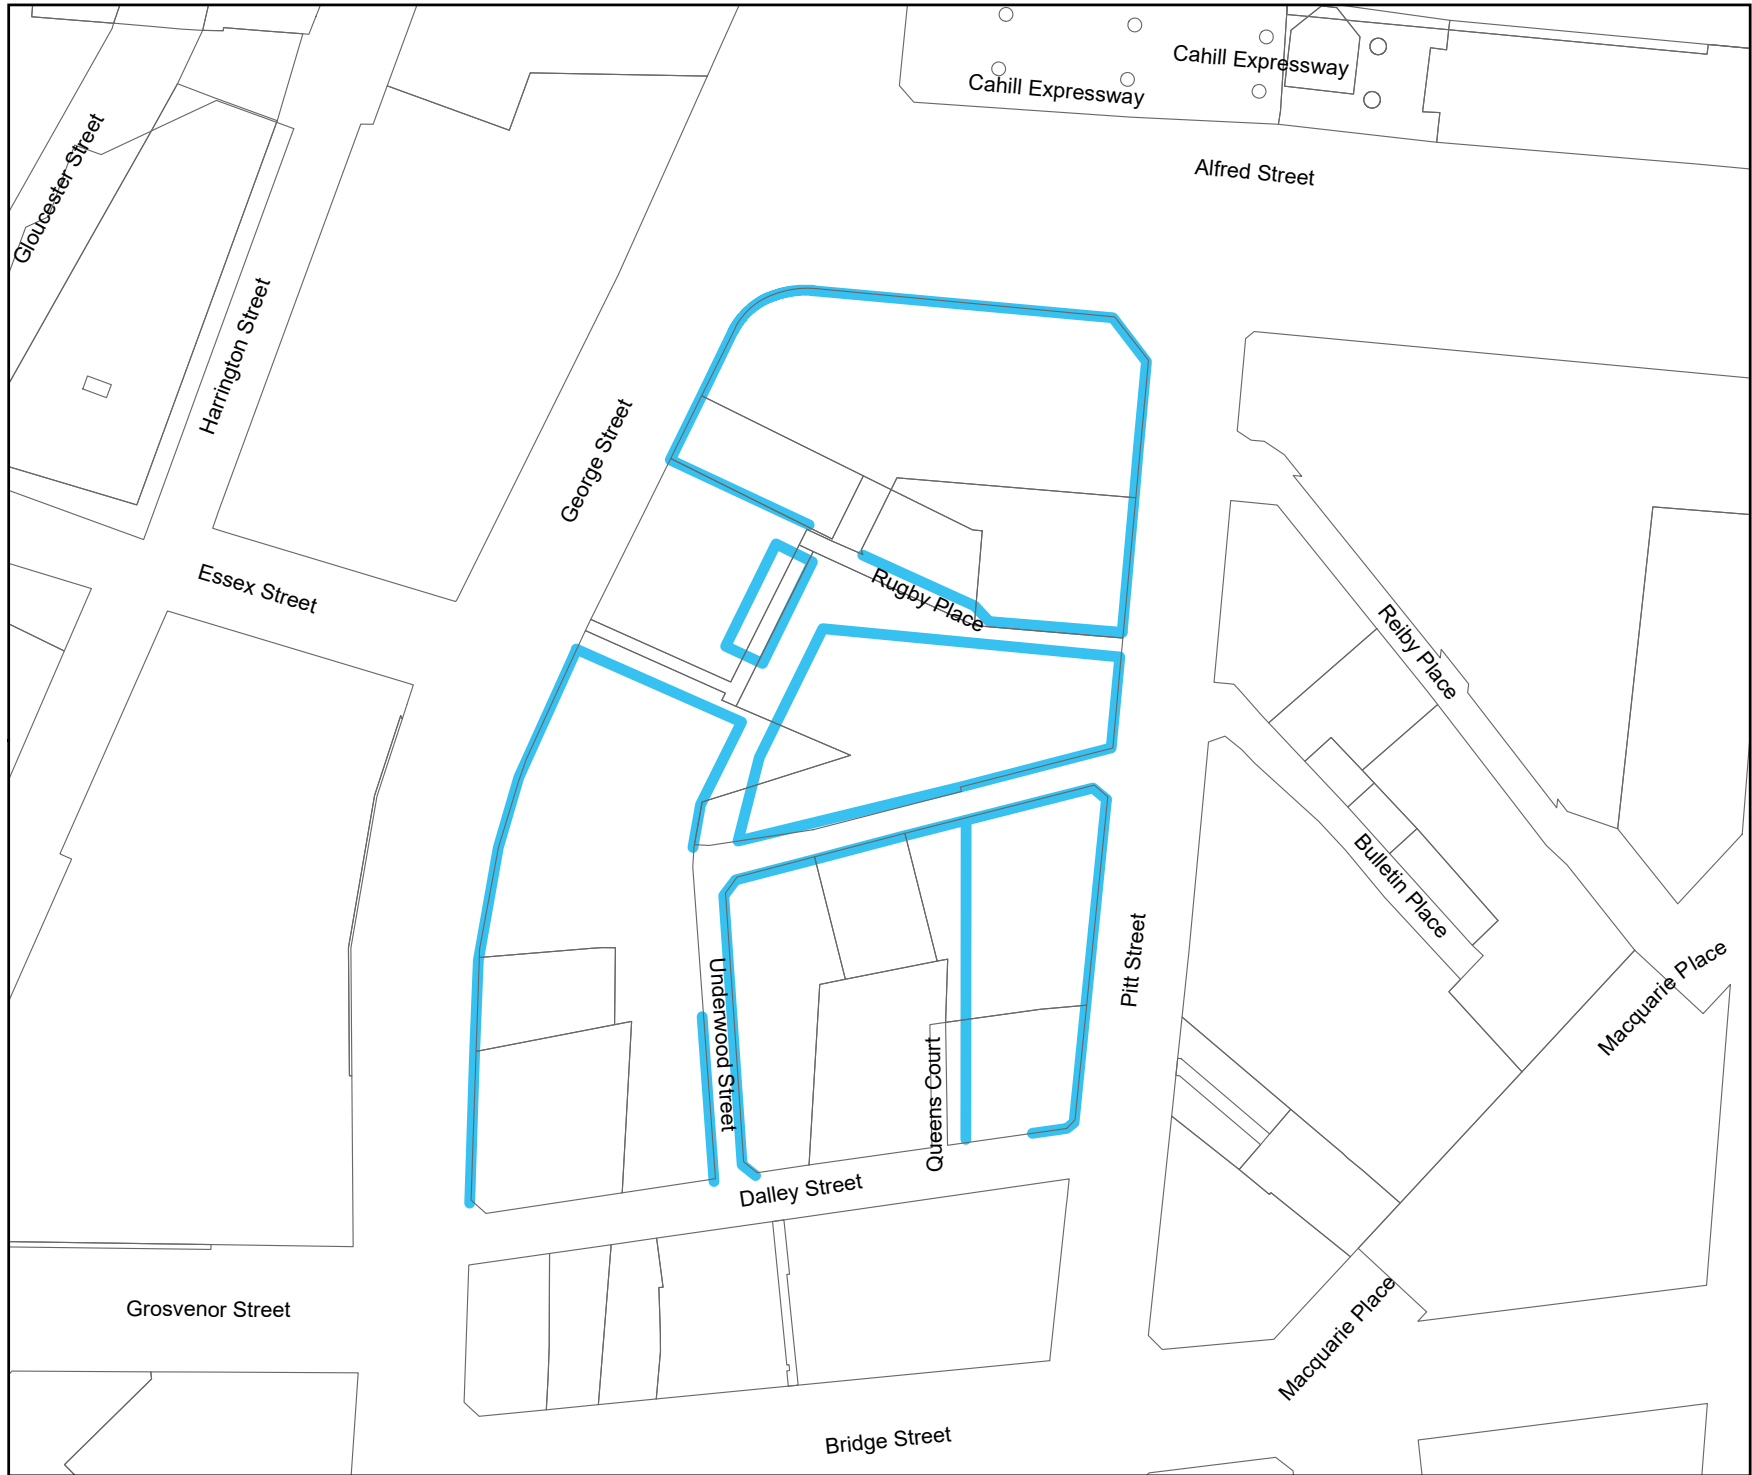 Cahill Expressway
Cahill Expressway
Alfred Street
Gloucester Street
Harrington Street
George Street
Essex Street
Rugby Place
Reiby Place
Bulletin Place
Pitt Street
Macquarie Place
Underwood Street
Queens Court
Dalley Street
Grosvenor Street
Macquarie Place
Bridge Street